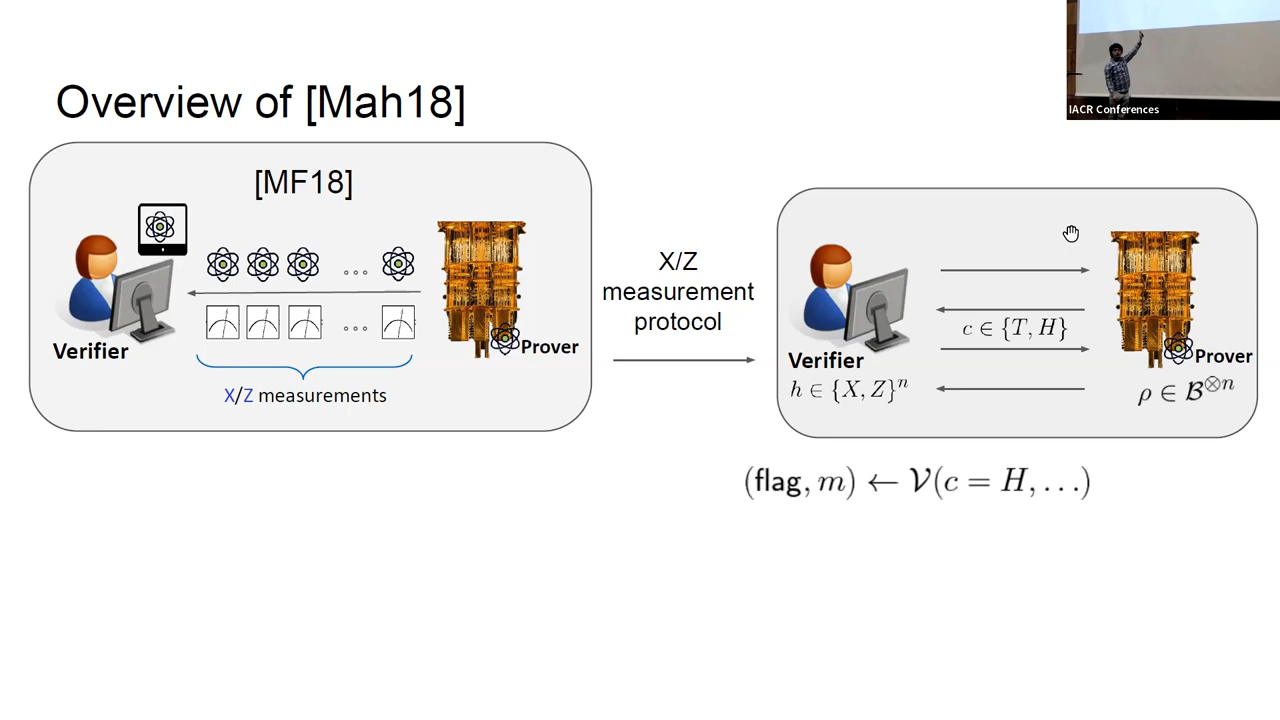 IACR Conferences
Overview of [Mah18]
[MF18]
Verifier
Prover
X/Z measurements
X/Z
measurement
protocol
c ∈ {T, H}
Verifier
Prover
h ∈ {X, Z}ⁿ
ρ ∈ ℬ^{⊗n}
(flag, m) ← 𝒱(c = H, . . .)